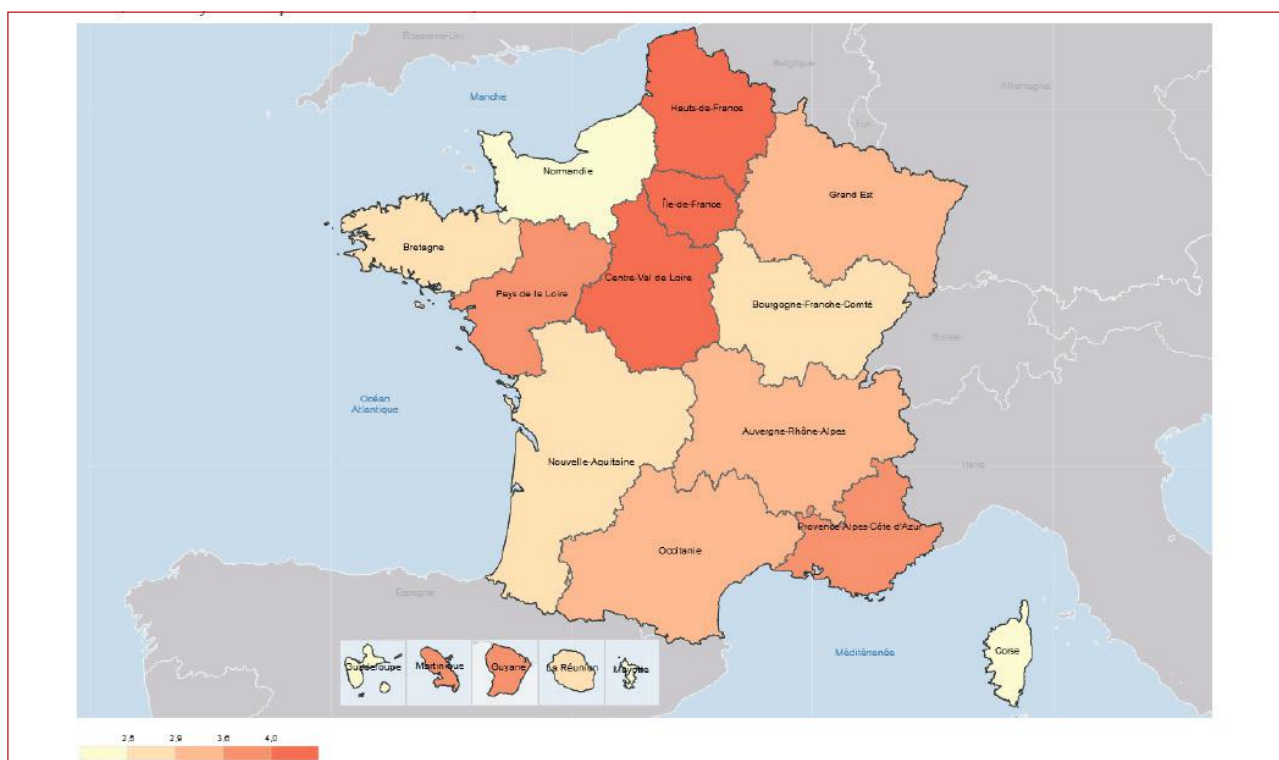 Royaume-Uni
Belgique
Allemagne
Manche
Hauts-de-France
Lux.
Normandie
Île-de-France
Grand Est
Bretagne
Centre-Val de Loire
Pays de la Loire
Bourgogne-Franche-Comté
Suisse
Océan
Atlantique
Auvergne-Rhône-Alpes
Nouvelle-Aquitaine
Italie
Provence-Alpes-Côte d'Azur
Occitanie
Espagne
Méditerranée
Corse
Guadeloupe
Martinique
Guyane
La Réunion
Mayotte
2,6 2,9 3,6 4,0